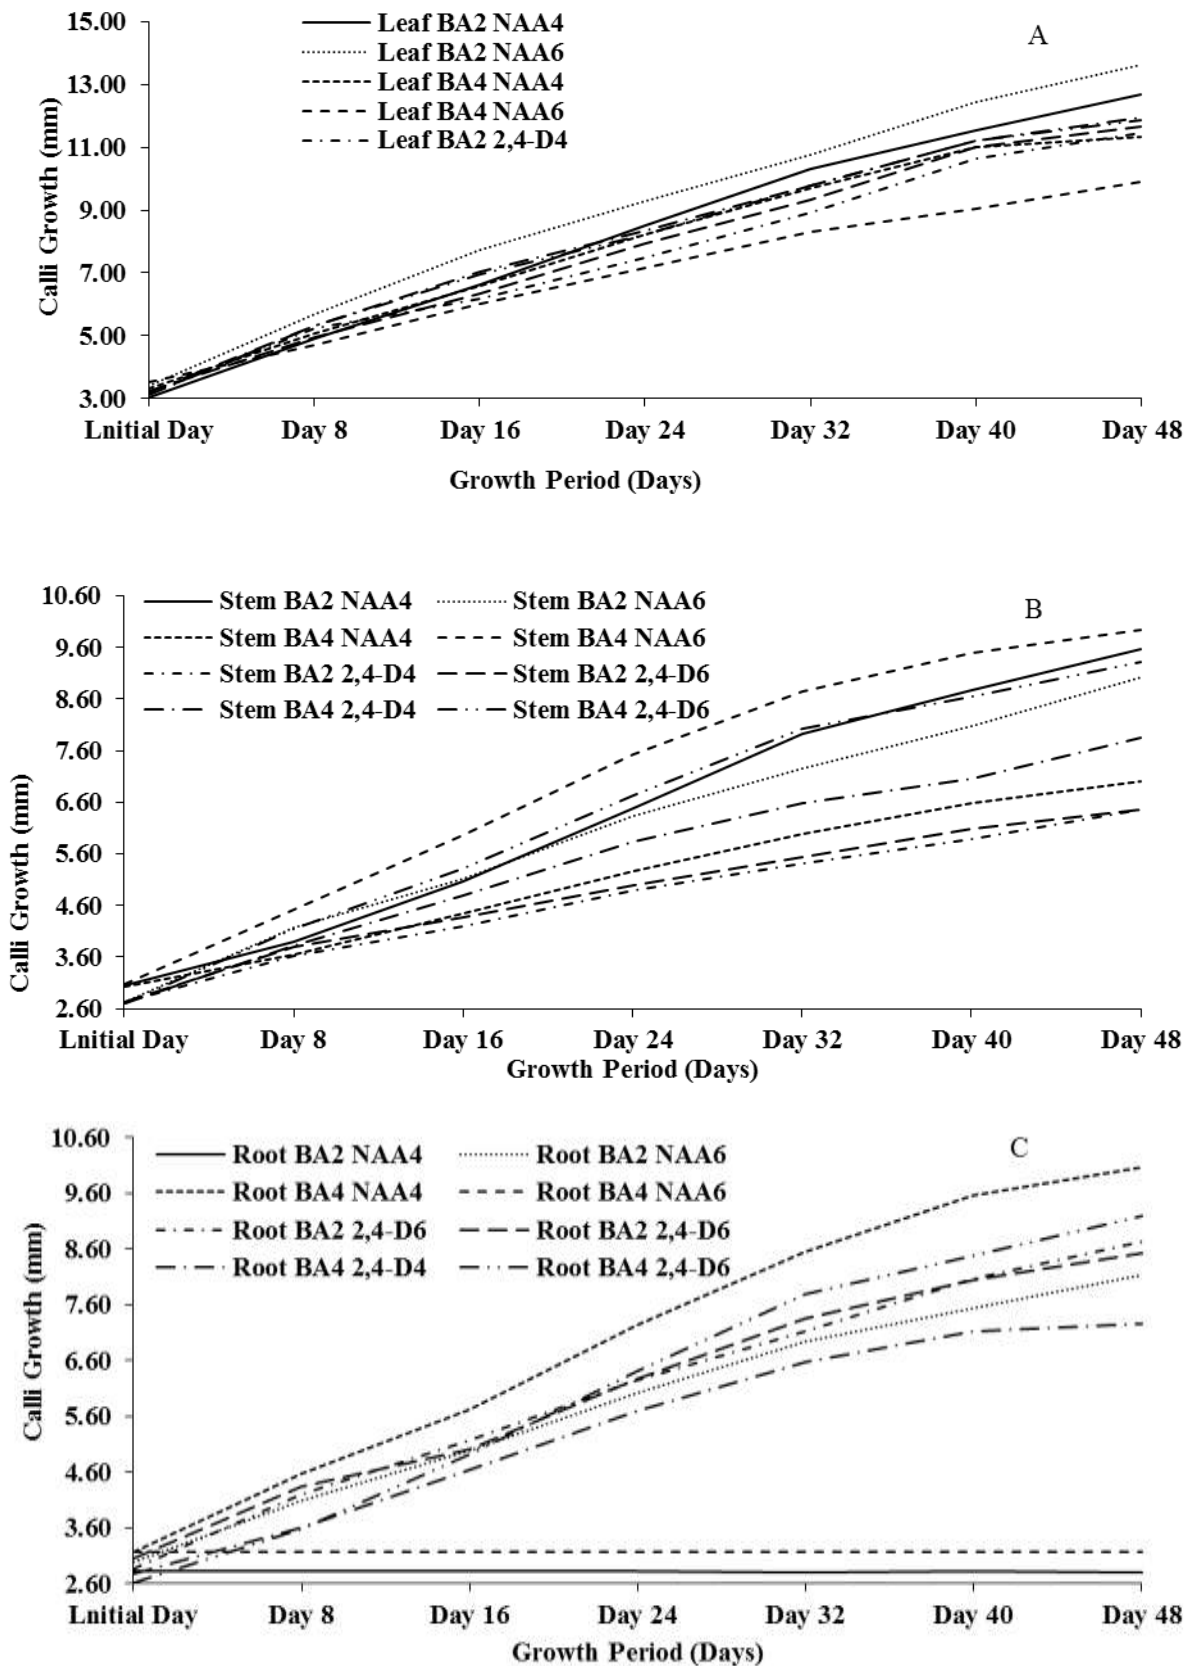 15.00
13.00
11.00
9.00
7.00
5.00
3.00
Calli Growth (mm)
Leaf BA2 NAA4
Leaf BA2 NAA6
Leaf BA4 NAA4
Leaf BA4 NAA6
Leaf BA2 2,4-D4
A
Lnitial Day Day 8 Day 16 Day 24 Day 32 Day 40 Day 48
Growth Period (Days)
10.60
9.60
8.60
7.60
6.60
5.60
4.60
3.60
2.60
Calli Growth (mm)
Stem BA2 NAA4 Stem BA2 NAA6
Stem BA4 NAA4 Stem BA4 NAA6
Stem BA2 2,4-D4 Stem BA2 2,4-D6
Stem BA4 2,4-D4 Stem BA4 2,4-D6
B
Lnitial Day Day 8 Day 16 Day 24 Day 32 Day 40 Day 48
Growth Period (Days)
10.60
9.60
8.60
7.60
6.60
5.60
4.60
3.60
2.60
Calli Growth (mm)
Root BA2 NAA4 Root BA2 NAA6
Root BA4 NAA4 Root BA4 NAA6
Root BA2 2,4-D6 Root BA2 2,4-D6
Root BA4 2,4-D4 Root BA4 2,4-D6
C
Lnitial Day Day 8 Day 16 Day 24 Day 32 Day 40 Day 48
Growth Period (Days)